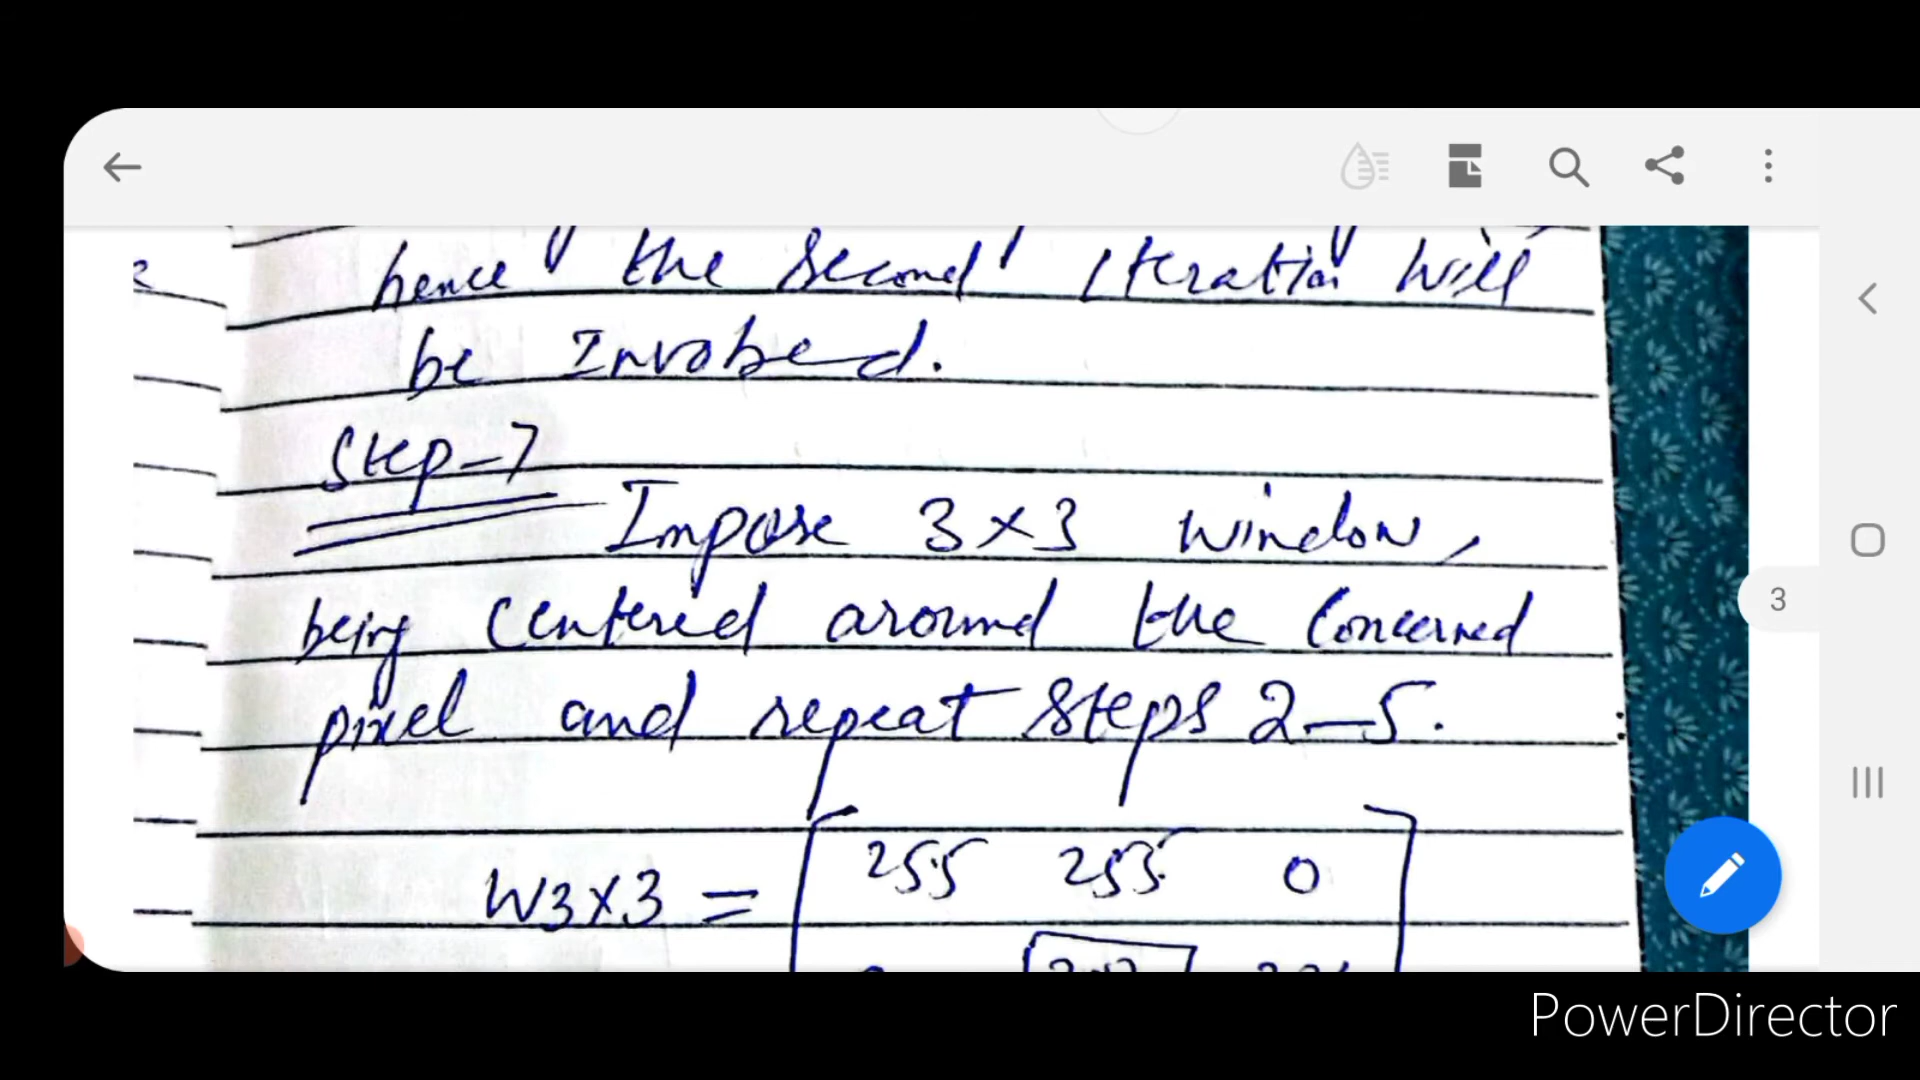 hence the second iteration will
be Invobed.
Step-7
Impose 3×3 window,
being centered around the concerned
pixel and repeat steps 2-5.
3
W3×3 =
255 255 0
PowerDirector